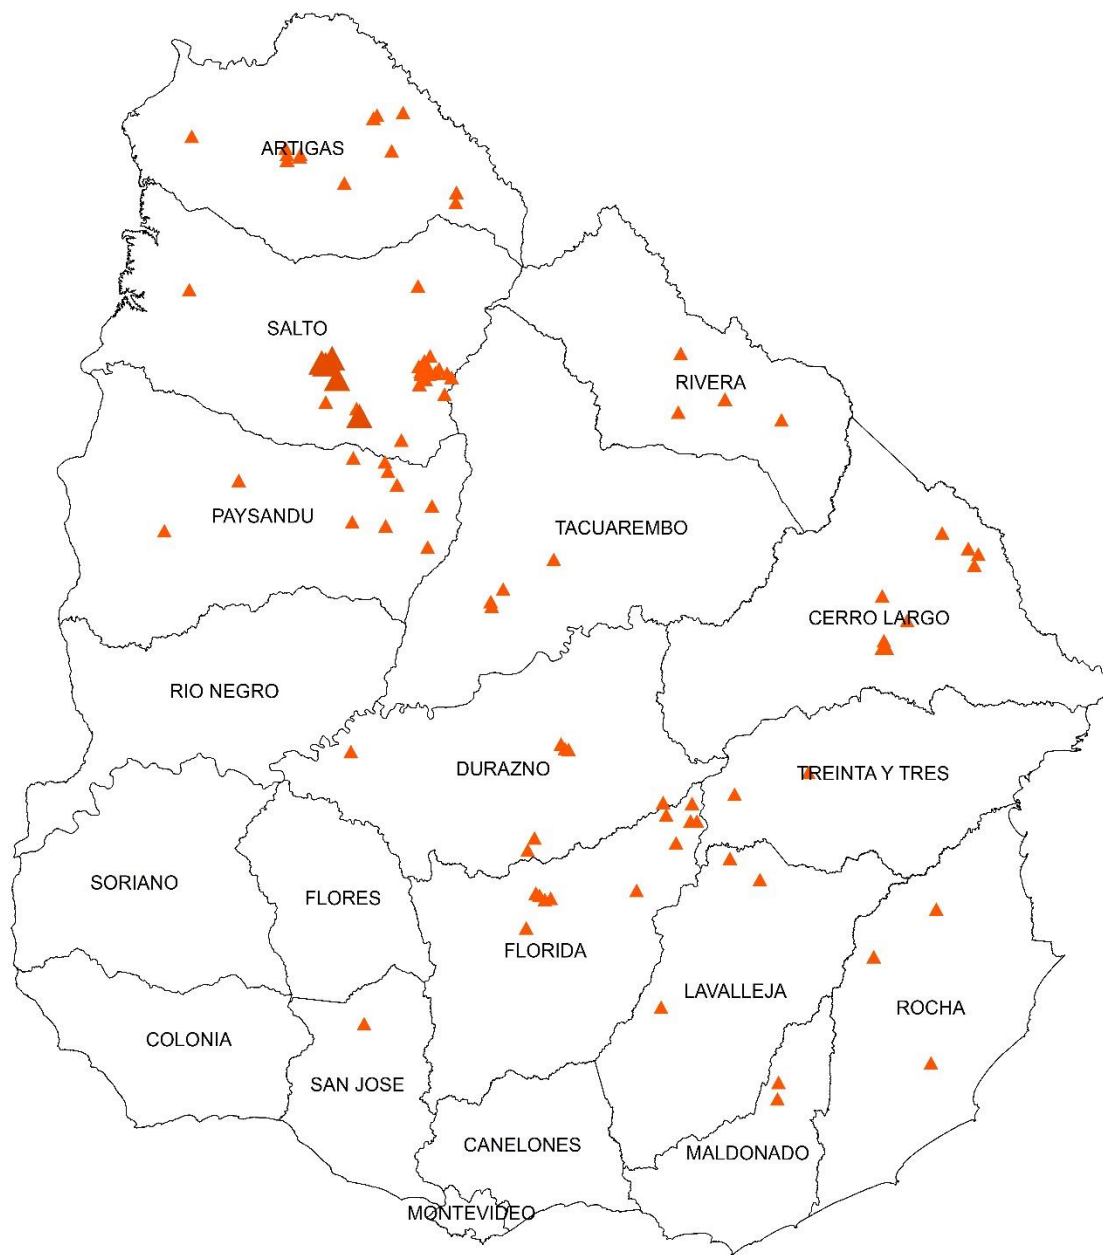 ARTIGAS
SALTO
RIVERA
PAYSANDU
TACUAREMBO
CERRO LARGO
RIO NEGRO
DURAZNO
TREINTA Y TRES
SORIANO
FLORES
FLORIDA
LAVALLEJA
ROCHA
COLONIA
SAN JOSE
CANELONES
MALDONADO
MONTEVIDEO